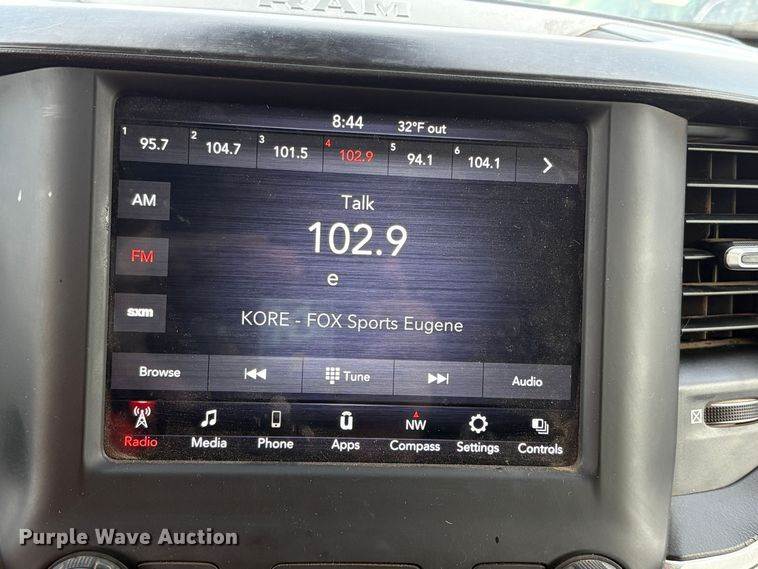 RAM
8:44 32°F out
1 95.7 2 104.7 3 101.5 4 102.9 5 94.1 6 104.1
AM
Talk
102.9
FM
e
sxm
KORE - FOX Sports Eugene
Browse Tune Audio
NW
Radio Media Phone Apps Compass Settings Controls
Purple Wave Auction